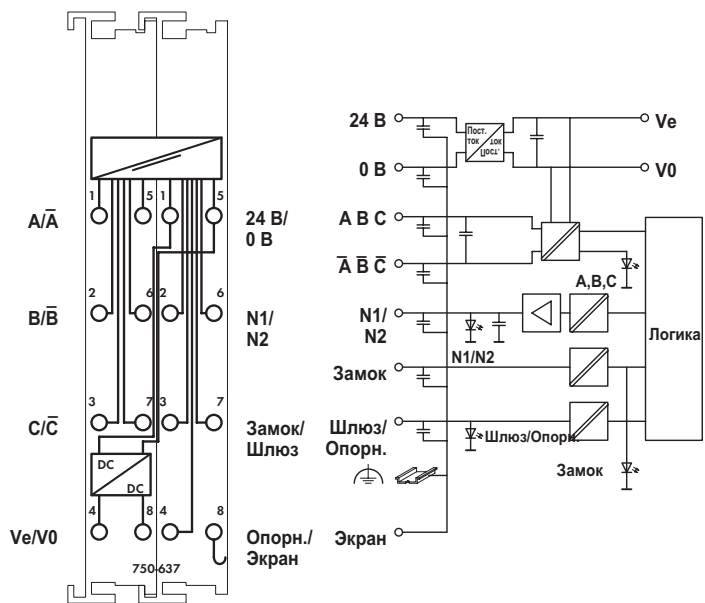 1 5 1 5
A/A̅
24 В/
0 В
2 6 2 6
B/B̅
N1/
N2
3 7 3 7
C/C̅
Замок/
Шлюз
DC
DC
4 8 4 8
Ve/V0
Опорн./
Экран
750-637
24 В
Пост.
ток
Пост.
ток
Ve
0 В
V0
A B C
A̅ B̅ C̅
A,B,C
N1/
N2
N1/N2
Логика
Замок
Шлюз/
Опорн.
Шлюз/Опорн.
Замок
Экран